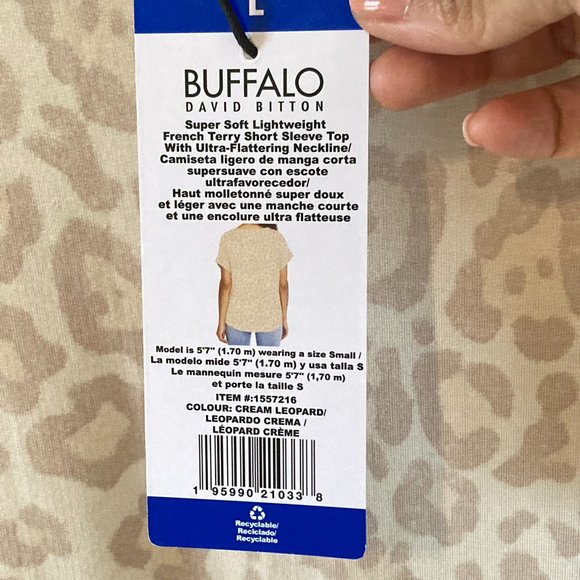 L
BUFFALO
DAVID BITTON
Super Soft Lightweight
French Terry Short Sleeve Top
With Ultra-Flattering Neckline/
Camiseta ligero de manga corta
supersuave con escote
ultrafavorecedor/
Haut molletonné super doux
et léger avec une manche courte
et une encolure ultra flatteuse
Model is 5'7" (1.70 m) wearing a size Small /
La modelo mide 5'7" (1.70 m) y usa talla S
Le mannequin mesure 5'7" (1,70 m)
et porte la taille S
ITEM #:1557216
COLOUR: CREAM LEOPARD/
LEOPARDO CREMA /
LÉOPARD CRÈME
1 95990 21033 8
Recyclable/
Reciclado/
Recyclable